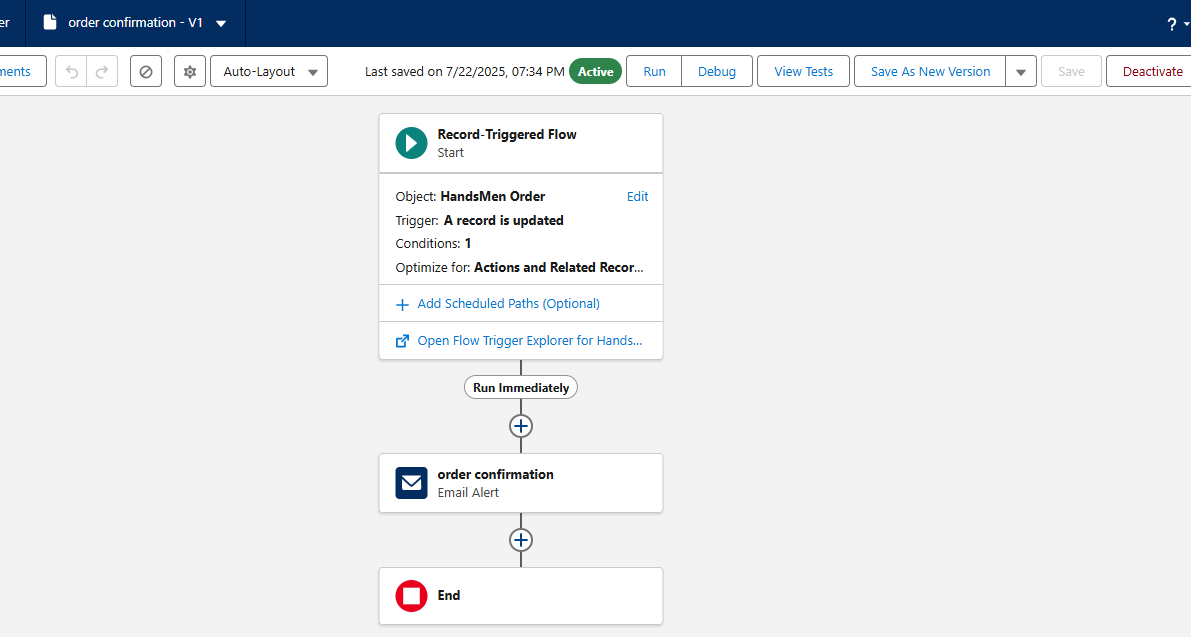 er order confirmation - V1 ?
ments Auto-Layout Last saved on 7/22/2025, 07:34 PM Active Run Debug View Tests Save As New Version Save Deactivate
Record-Triggered Flow
Start
Object: HandsMen Order Edit
Trigger: A record is updated
Conditions: 1
Optimize for: Actions and Related Recor...
Add Scheduled Paths (Optional)
Open Flow Trigger Explorer for Hands...
Run Immediately
order confirmation
Email Alert
End